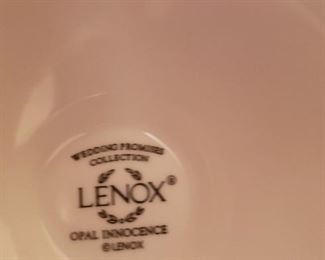 WEDDING PROMISES
COLLECTION
LENOX®
OPAL INNOCENCE
© LENOX